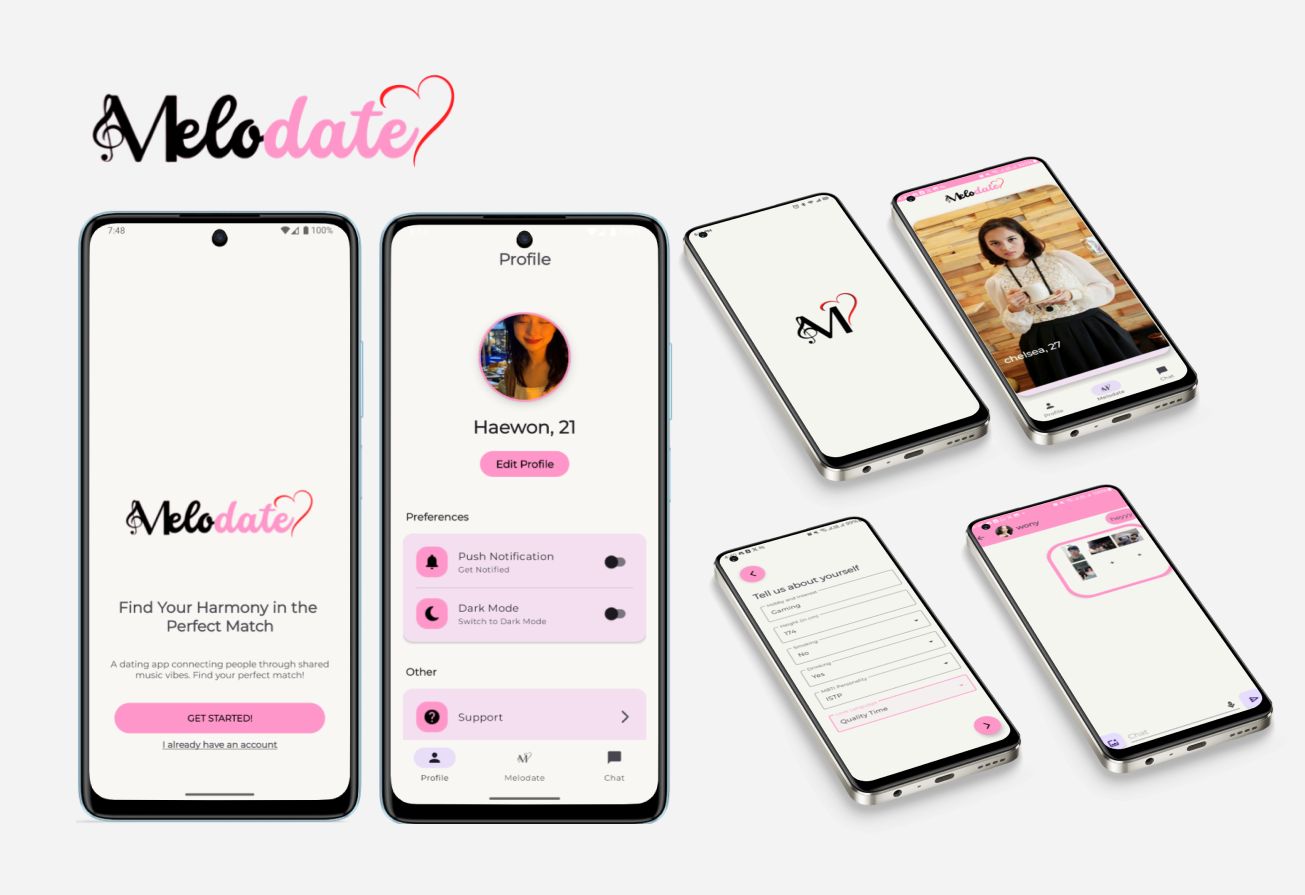 Melodate
7:48
100%
Melodate
Find Your Harmony in the
Perfect Match
A dating app connecting people through shared
music vibes. Find your perfect match!
GET STARTED!
I already have an account
Profile
Haewon, 21
Edit Profile
Preferences
Push Notification
Get Notified
Dark Mode
Switch to Dark Mode
Other
Support
Profile
Melodate
Chat
M
Melodate
chelsea, 27
Profile
Melodate
Chat
Tell us about yourself
Hobby and Interest
Gaming
Height (in cm)
174
Smoking
No
Drinking
Yes
MBTI Personality
ISTP
Love Language
Quality Time
wony
heyyy
Chat